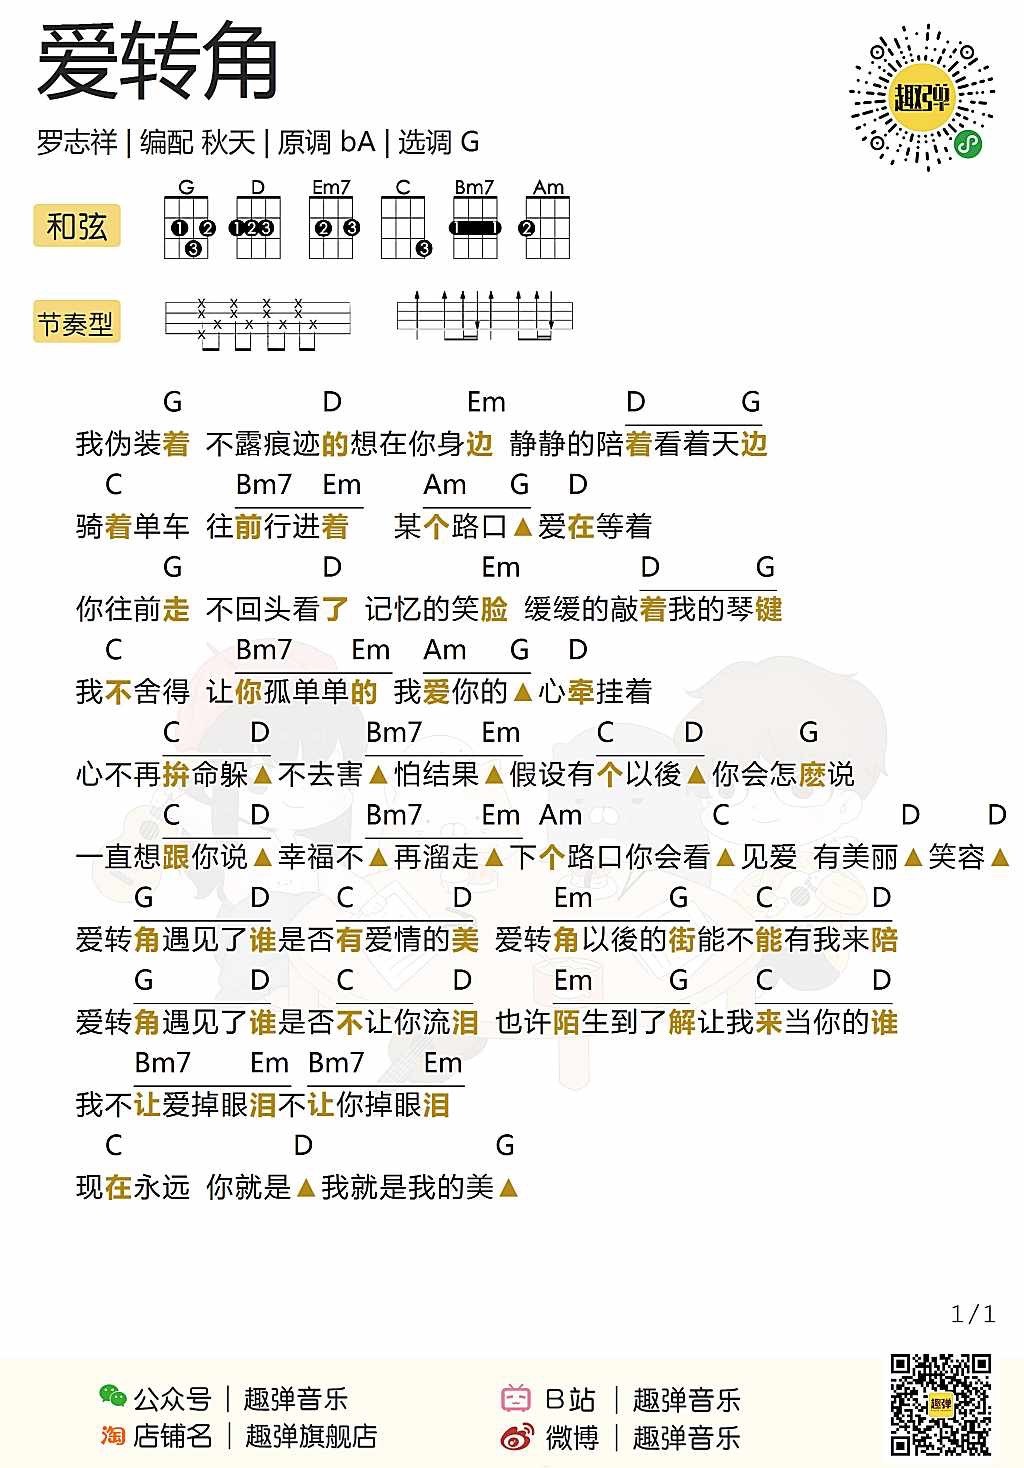 爱转角
趣弹
罗志祥 | 编配 秋天 | 原调 bA | 选调 G
和弦 G D Em7 C Bm7 Am
1 2 3 1 2 3 2 3 3 1 1 2
节奏型
G D Em D G
我伪装着 不露痕迹的想在你身边 静静的陪着看着天边
C Bm7 Em Am G D
骑着单车 往前行进着 某个路口▲爱在等着
G D Em D G
你往前走 不回头看了 记忆的笑脸 缓缓的敲着我的琴键
C Bm7 Em Am G D
我不舍得 让你孤单单的 我爱你的▲心牵挂着
C D Bm7 Em C D G
心不再拚命躲▲不去害▲怕结果▲假设有个以後▲你会怎麽说
C D Bm7 Em Am C D D
一直想跟你说▲幸福不▲再溜走▲下个路口你会看▲见爱 有美丽▲笑容▲
G D C D Em G C D
爱转角遇见了谁是否有爱情的美 爱转角以後的街能不能有我来陪
G D C D Em G C D
爱转角遇见了谁是否不让你流泪 也许陌生到了解让我来当你的谁
Bm7 Em Bm7 Em
我不让爱掉眼泪不让你掉眼泪
C D G
现在永远 你就是▲我就是我的美▲
1/1
公众号 | 趣弹音乐
B站 | 趣弹音乐
淘 店铺名 | 趣弹旗舰店
微博 | 趣弹音乐
趣弹